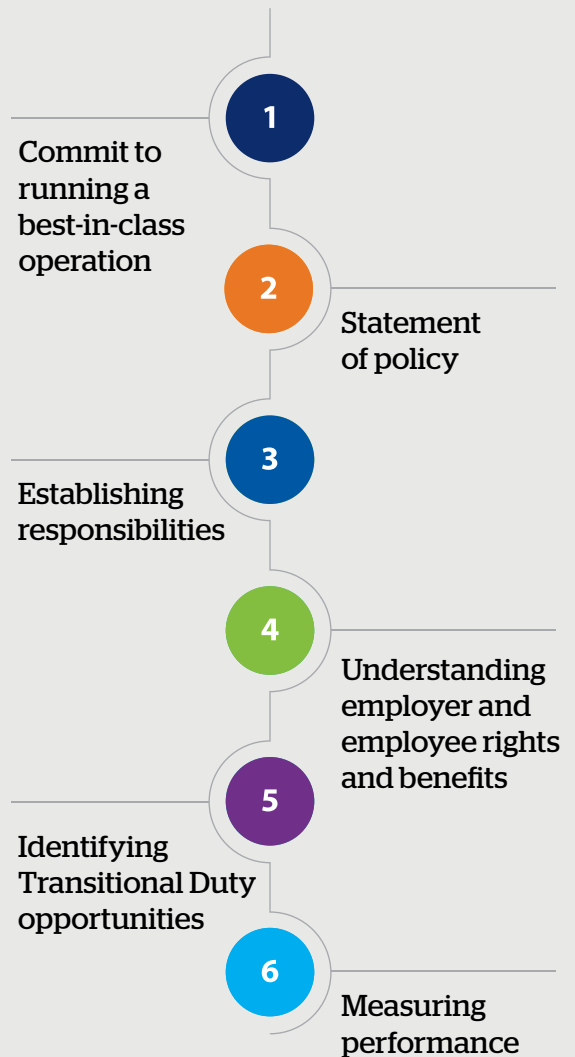 1
Commit to
running a
best-in-class
operation
2
Statement
of policy
3
Establishing
responsibilities
4
Understanding
employer and
employee rights
and benefits
5
Identifying
Transitional Duty
opportunities
6
Measuring
performance